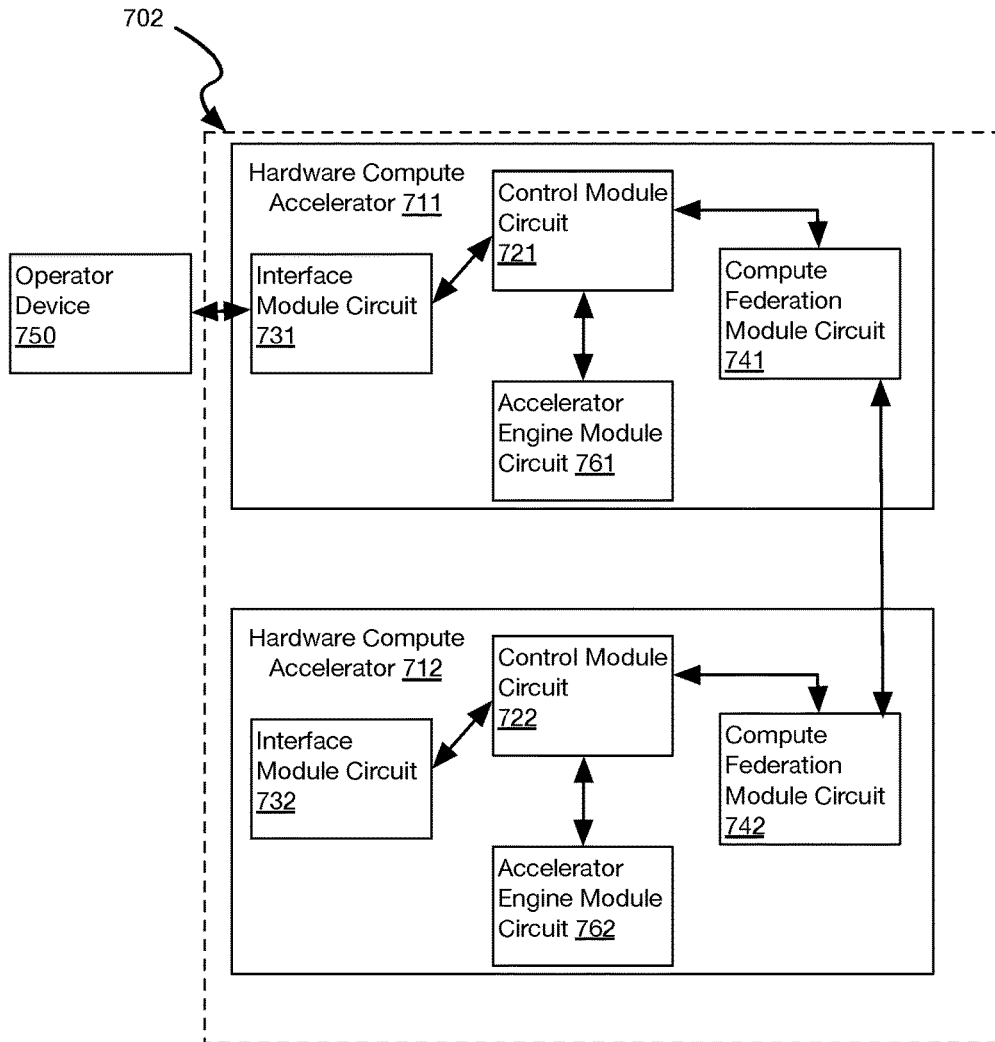 702
Hardware Compute
Accelerator 711
Control Module
Circuit
721
Operator
Device
750
Interface
Module Circuit
731
Compute
Federation
Module Circuit
741
Accelerator
Engine Module
Circuit 761
Hardware Compute
Accelerator 712
Control Module
Circuit
722
Interface
Module Circuit
732
Compute
Federation
Module Circuit
742
Accelerator
Engine Module
Circuit 762